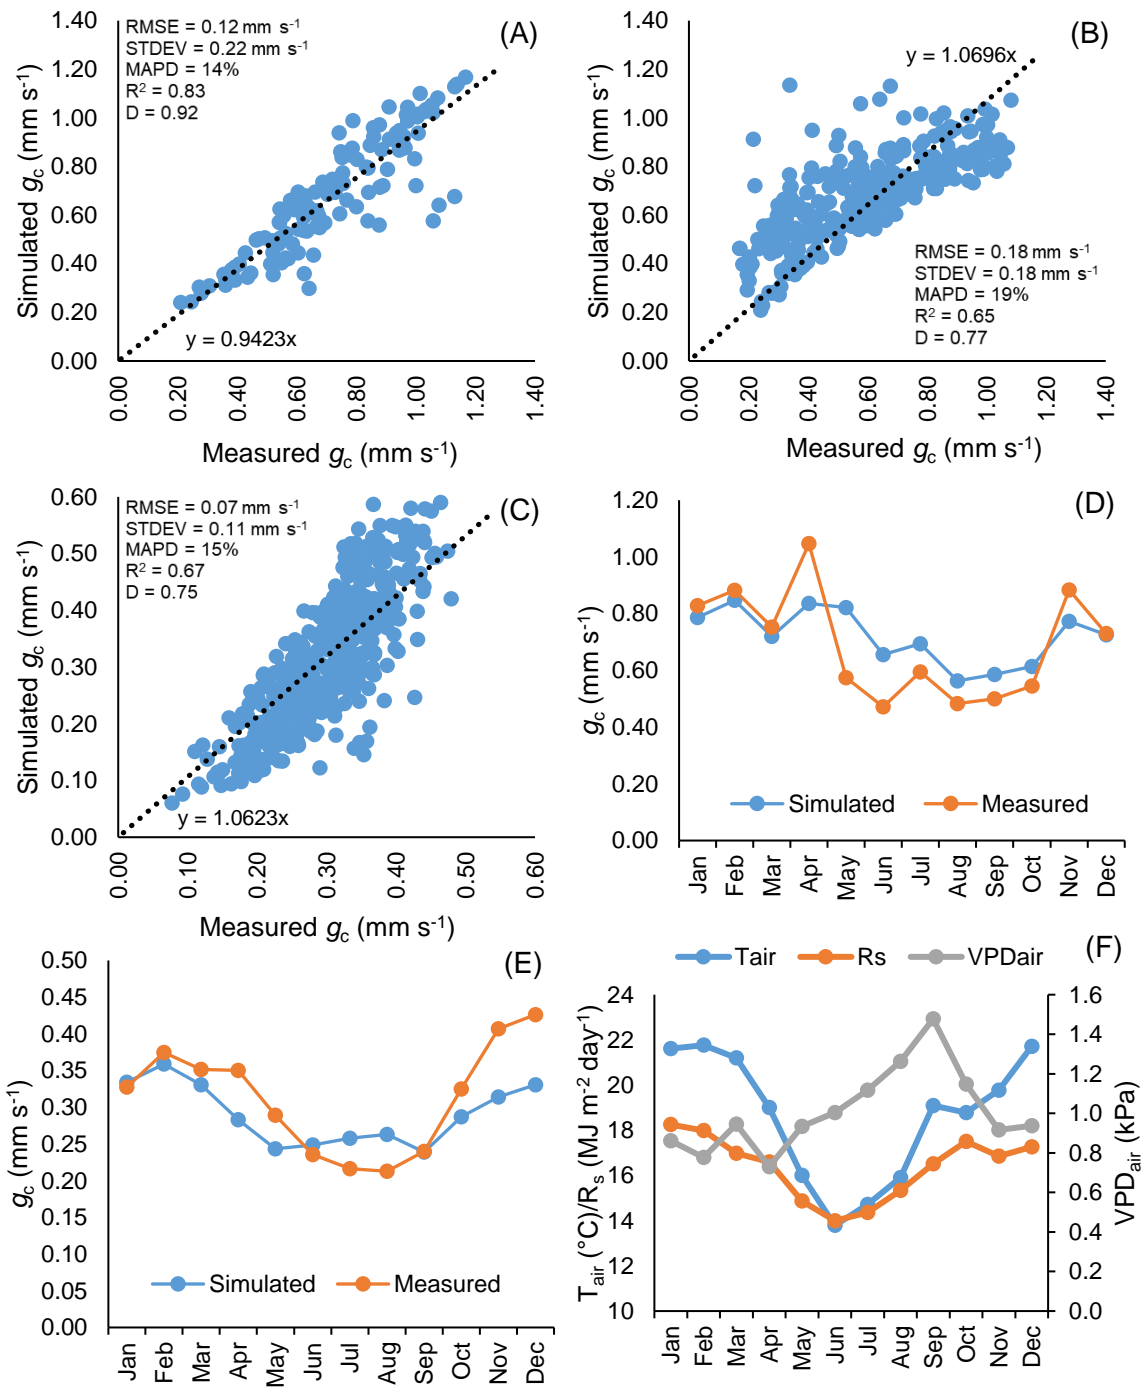 (A)
RMSE = 0.12 mm s-1
STDEV = 0.22 mm s-1
MAPD = 14%
R2 = 0.83
D = 0.92
y = 0.9423x
Simulated gc (mm s-1)
1.40
1.20
1.00
0.80
0.60
0.40
0.20
0.00
0.00
0.20
0.40
0.60
0.80
1.00
1.20
1.40
Measured gc (mm s-1)
(B)
y = 1.0696x
RMSE = 0.18 mm s-1
STDEV = 0.18 mm s-1
MAPD = 19%
R2 = 0.65
D = 0.77
Simulated gc (mm s-1)
1.40
1.20
1.00
0.80
0.60
0.40
0.20
0.00
0.00
0.20
0.40
0.60
0.80
1.00
1.20
1.40
Measured gc (mm s-1)
(C)
RMSE = 0.07 mm s-1
STDEV = 0.11 mm s-1
MAPD = 15%
R2 = 0.67
D = 0.75
y = 1.0623x
Simulated gc (mm s-1)
0.60
0.50
0.40
0.30
0.20
0.10
0.00
0.00
0.10
0.20
0.30
0.40
0.50
0.60
Measured gc (mm s-1)
(D)
gc (mm s-1)
1.20
1.00
0.80
0.60
0.40
0.20
0.00
Simulated
Measured
Jan
Feb
Mar
Apr
May
Jun
Jul
Aug
Sep
Oct
Nov
Dec
(E)
gc (mm s-1)
0.50
0.45
0.40
0.35
0.30
0.25
0.20
0.15
0.10
0.05
0.00
Simulated
Measured
Jan
Feb
Mar
Apr
May
Jun
Jul
Aug
Sep
Oct
Nov
Dec
(F)
Tair
Rs
VPDair
Tair (°C)/Rs (MJ m-2 day-1)
24
22
20
18
16
14
12
10
1.6
1.4
1.2
1.0
0.8
0.6
0.4
0.2
0.0
VPDair (kPa)
Jan
Feb
Mar
Apr
May
Jun
Jul
Aug
Sep
Oct
Nov
Dec